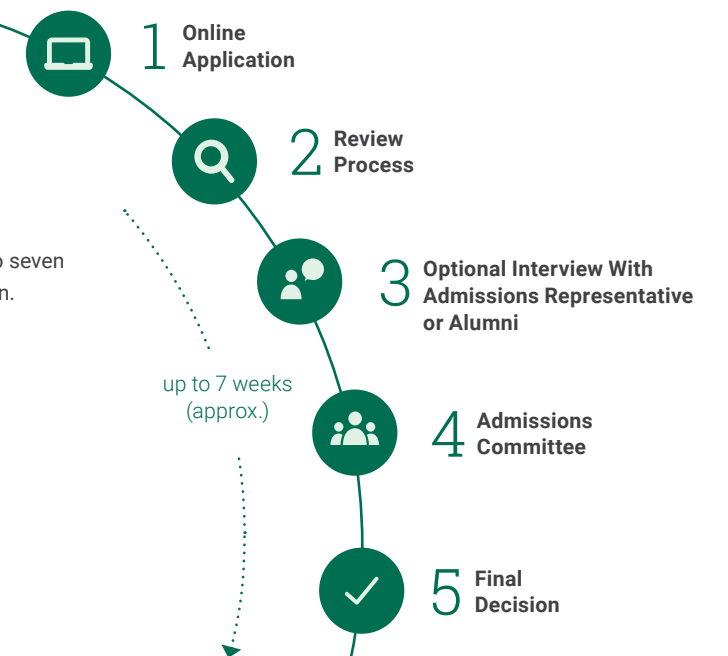 1 Online
Application
2 Review
Process
seven
n.
3 Optional Interview With
Admissions Representative
or Alumni
up to 7 weeks
(approx.)
4 Admissions
Committee
5 Final
Decision